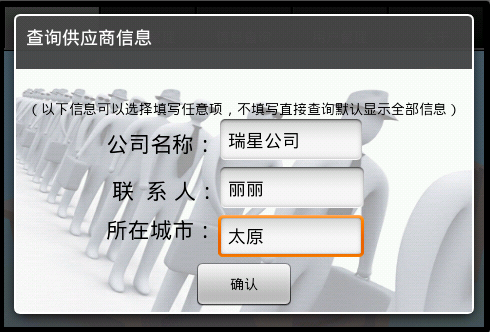 查询供应商信息
（以下信息可以选择填写任意项，不填写直接查询默认显示全部信息）
公司名称： 瑞星公司
联 系 人： 丽丽
所在城市： 太原
确认